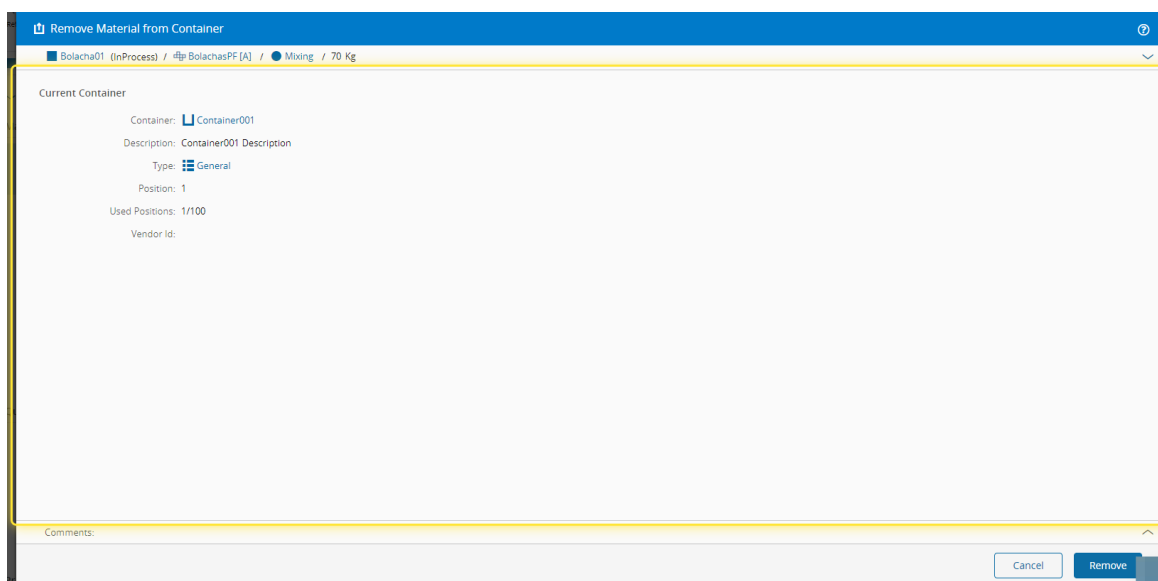 Remove Material from Container
Bolacha01 (InProcess) / BolachasPF [A] / Mixing / 70 Kg
Current Container
Container: Container001
Description: Container001 Description
Type: General
Position: 1
Used Positions: 1/100
Vendor Id:
Comments:
Cancel Remove